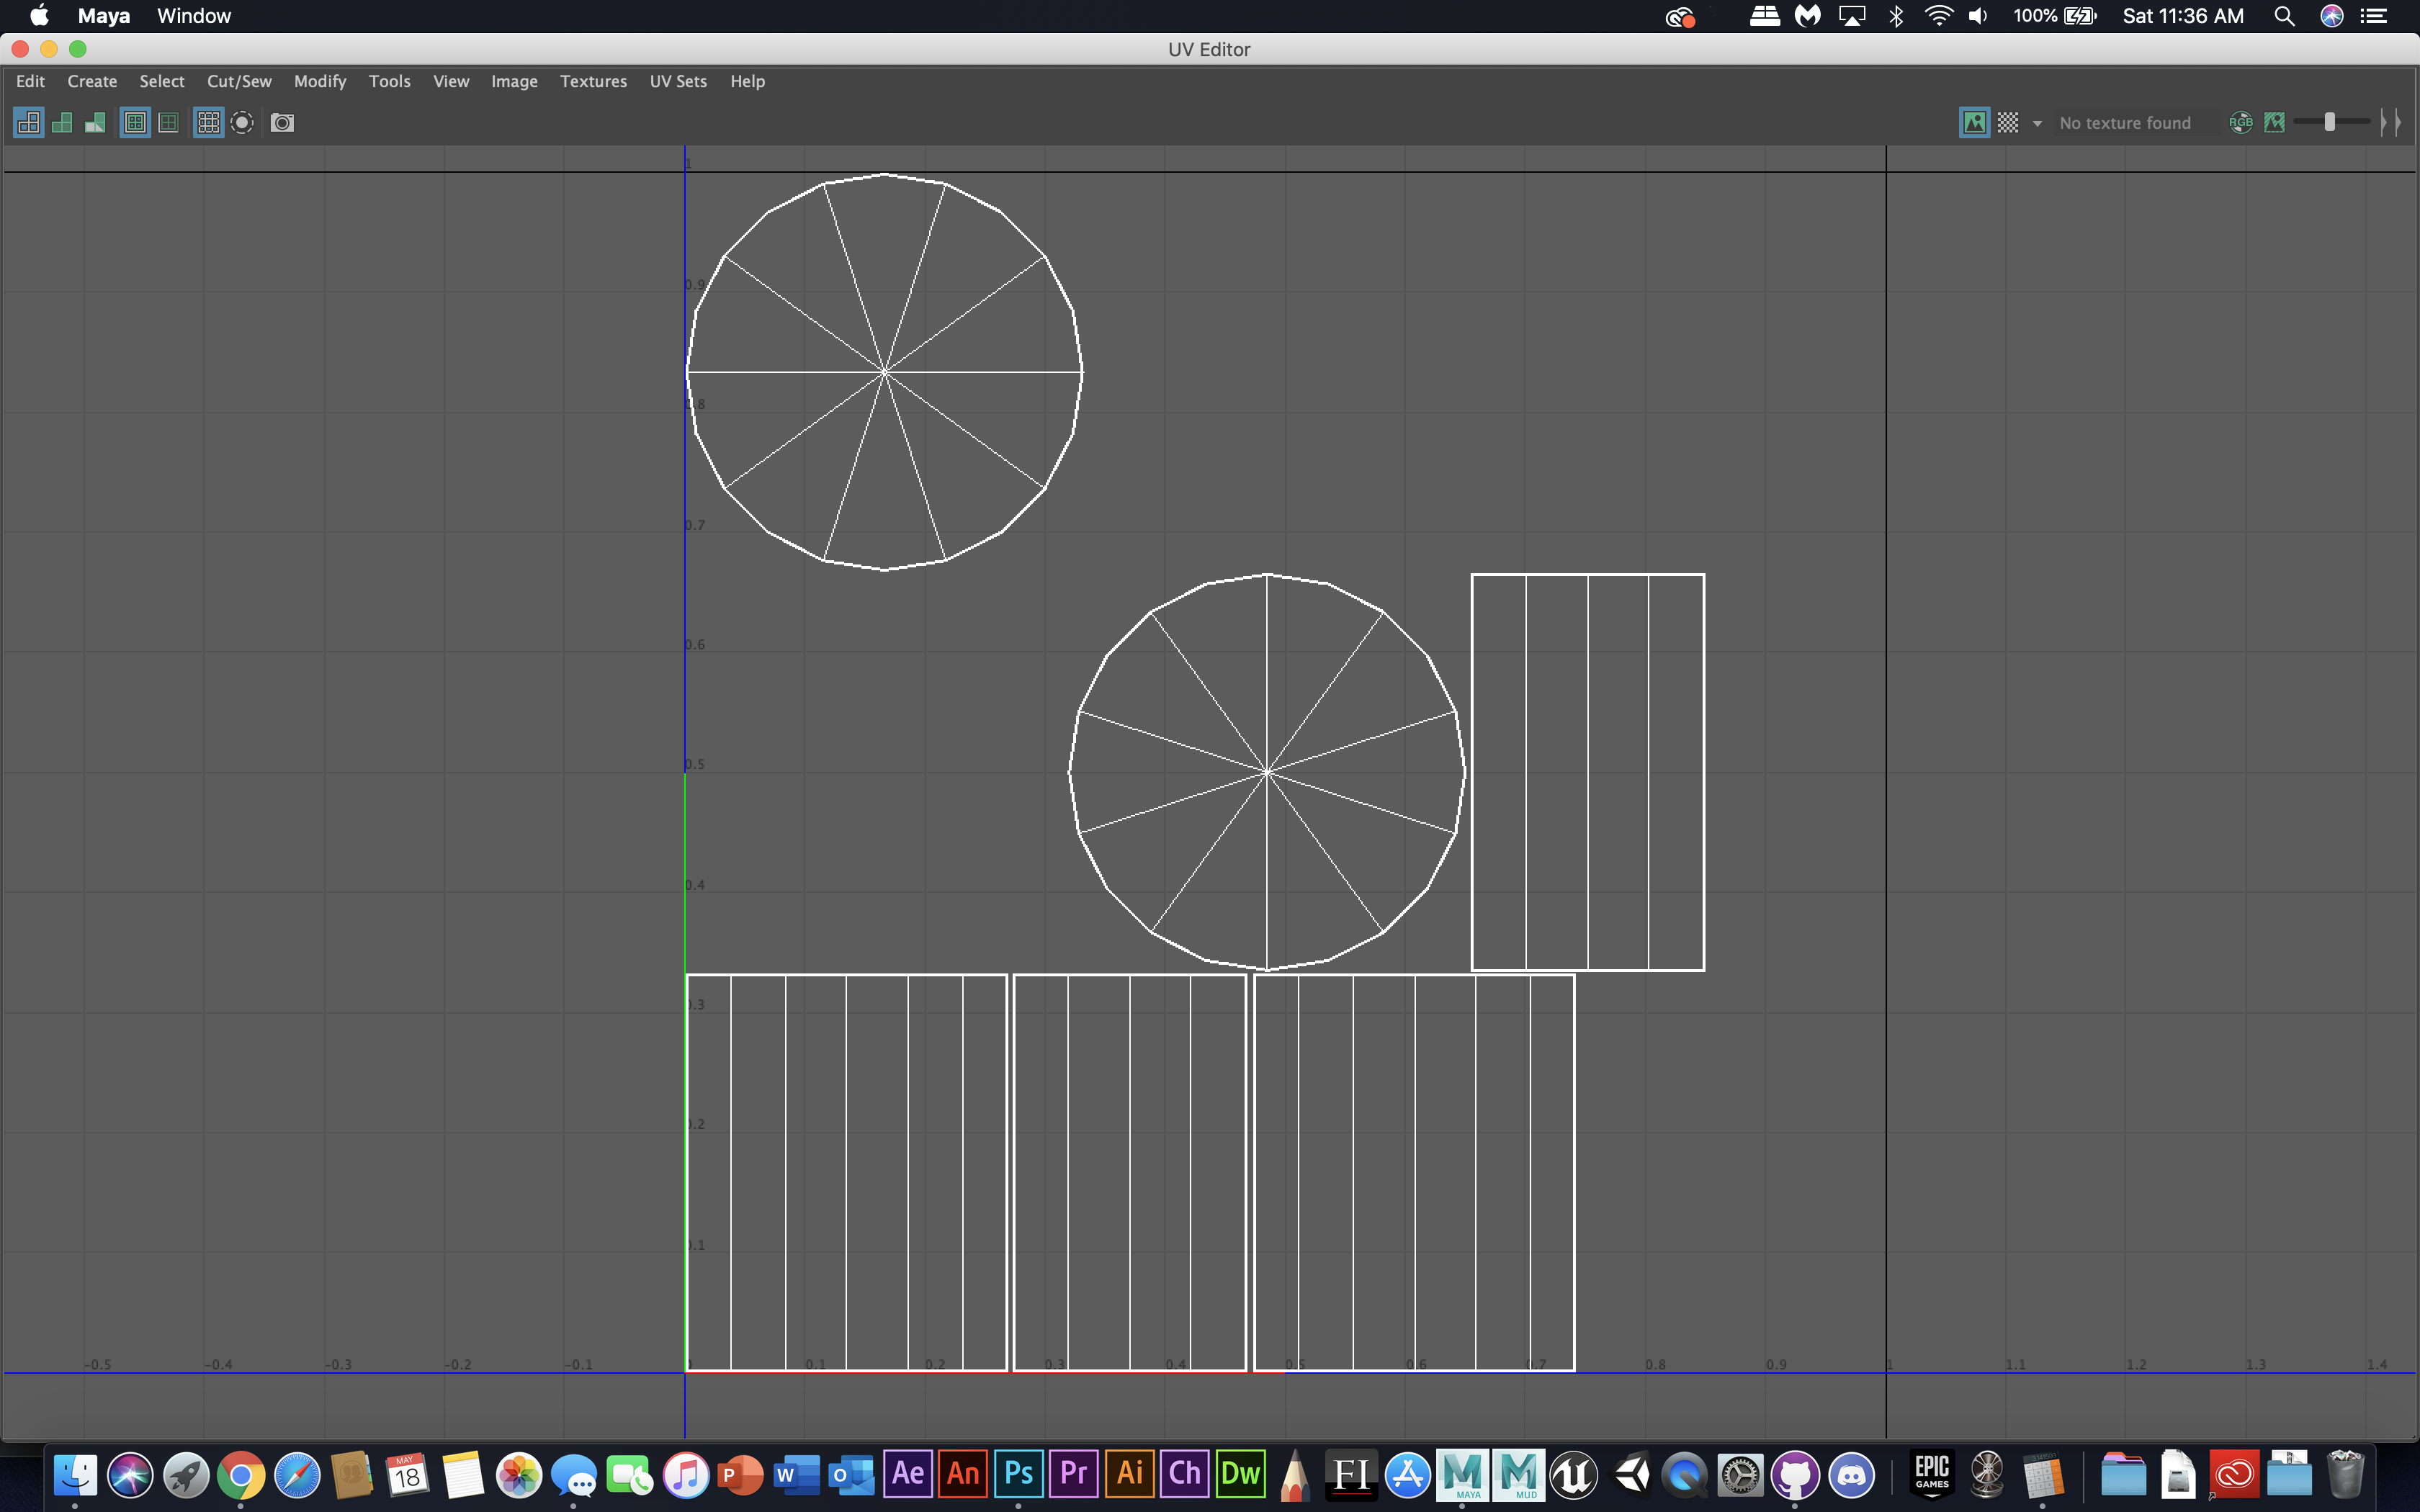 Maya Window 100% Sat 11:36 AM
UV Editor
Edit Create Select Cut/Sew Modify Tools View Image Textures UV Sets Help
No texture found RGB
1
0.9
0.8
0.7
0.6
0.5
0.4
0.3
0.2
0.1
-0.5 -0.4 -0.3 -0.2 -0.1 0.1 0.2 0.3 0.4 0.5 0.6 0.7 0.8 0.9 1 1.1 1.2 1.3 1.4
MAY
18
P W O Ae An Ps Pr Ai Ch Dw FI MAYA MUD EPIC GAMES